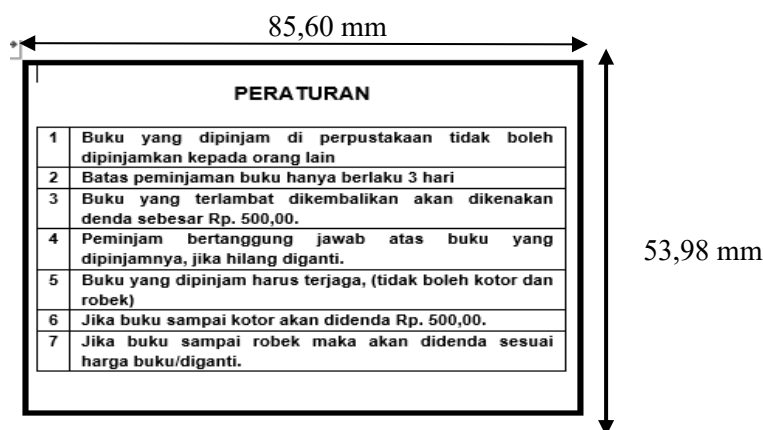 85,60 mm
PERATURAN
1 Buku yang dipinjam di perpustakaan tidak boleh
dipinjamkan kepada orang lain
2 Batas peminjaman buku hanya berlaku 3 hari
3 Buku yang terlambat dikembalikan akan dikenakan
denda sebesar Rp. 500,00.
4 Peminjam bertanggung jawab atas buku yang
dipinjamnya, jika hilang diganti.
5 Buku yang dipinjam harus terjaga, (tidak boleh kotor dan
robek)
6 Jika buku sampai kotor akan didenda Rp. 500,00.
7 Jika buku sampai robek maka akan didenda sesuai
harga buku/diganti.
53,98 mm